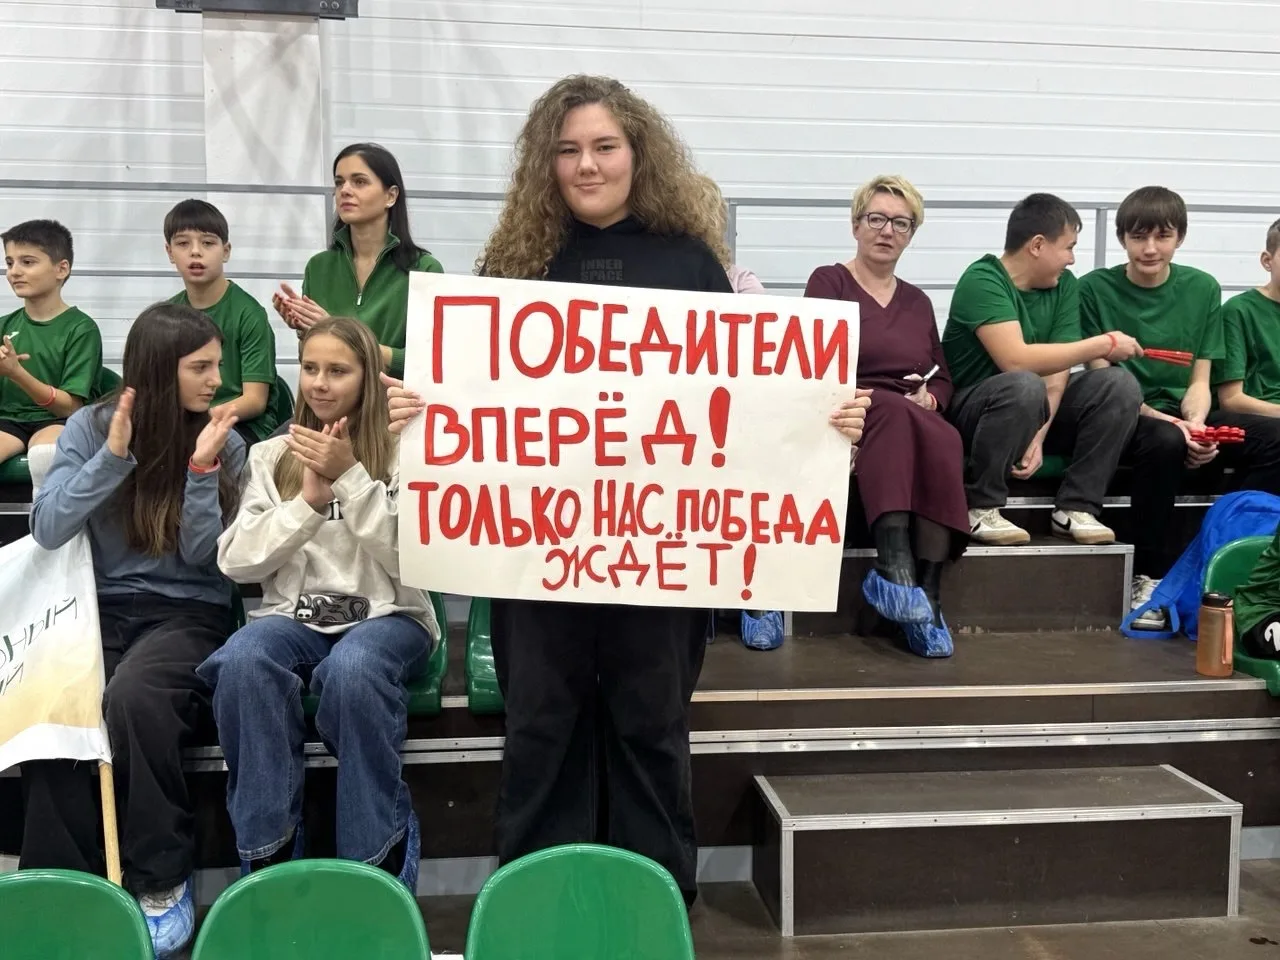 INNER
SPACE
ПОБЕДИТЕЛИ
ВПЕРЁД!
ТОЛЬКО НАС ПОБЕДА
ЖДЁТ!